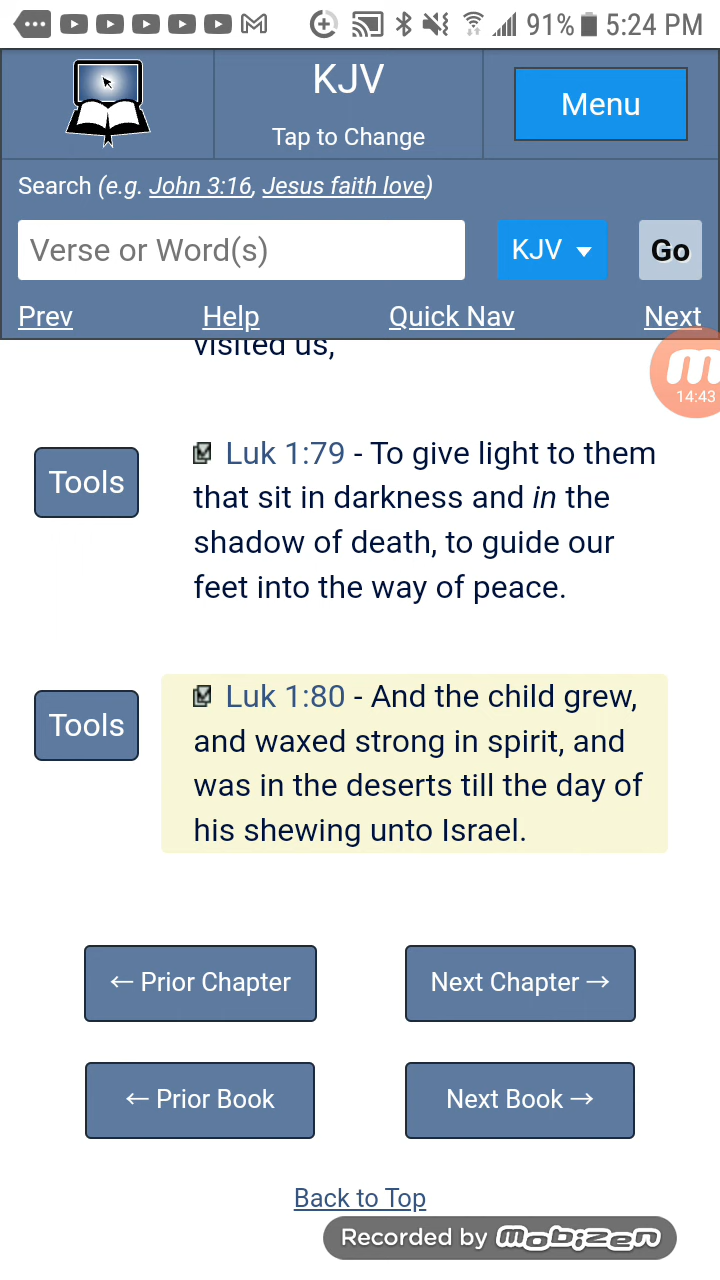 91% 5:24 PM
KJV
Tap to Change
Menu
Search (e.g. John 3:16, Jesus faith love)
Verse or Word(s)
KJV
Go
Prev Help Quick Nav Next
visited us,
14:43
Tools
Luk 1:79 - To give light to them
that sit in darkness and in the
shadow of death, to guide our
feet into the way of peace.
Tools
Luk 1:80 - And the child grew,
and waxed strong in spirit, and
was in the deserts till the day of
his shewing unto Israel.
← Prior Chapter
Next Chapter →
← Prior Book
Next Book →
Back to Top
Recorded by mobizen